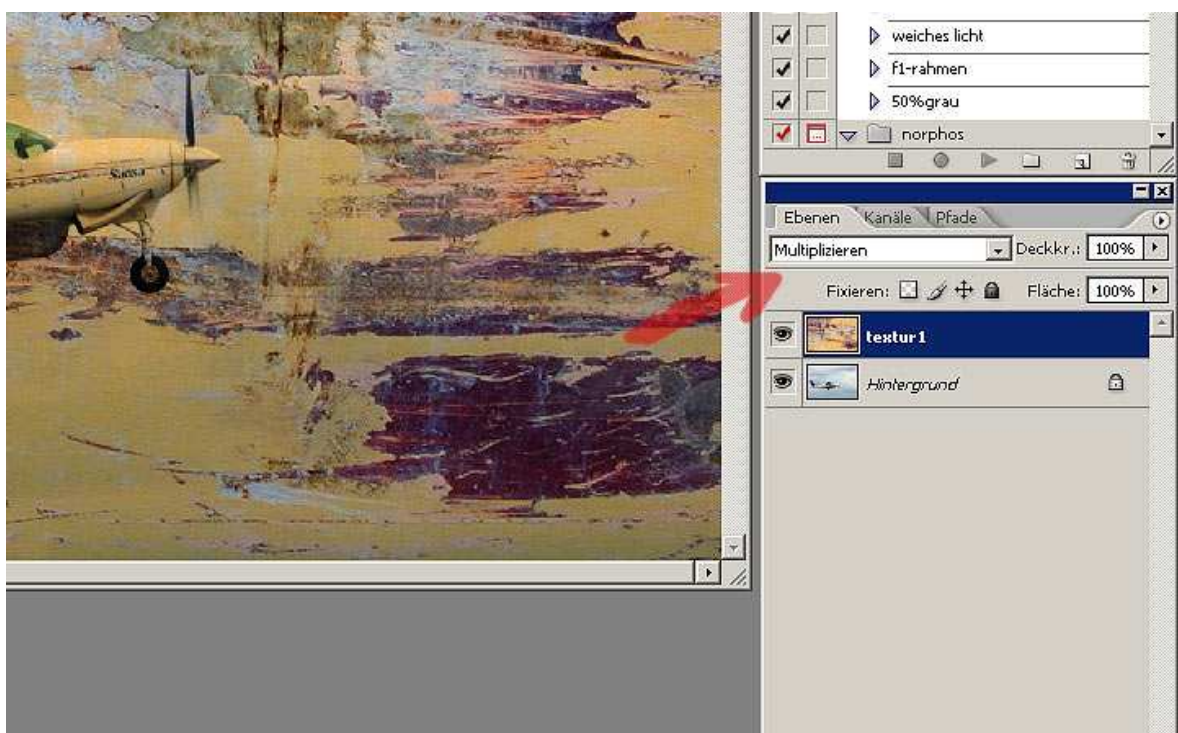 weiches licht
f1-rahmen
50%grau
norphos
Ebenen Kanäle Pfade
Multiplizieren Deckkr.: 100%
Fixieren: Fläche: 100%
textur1
Hintergrund